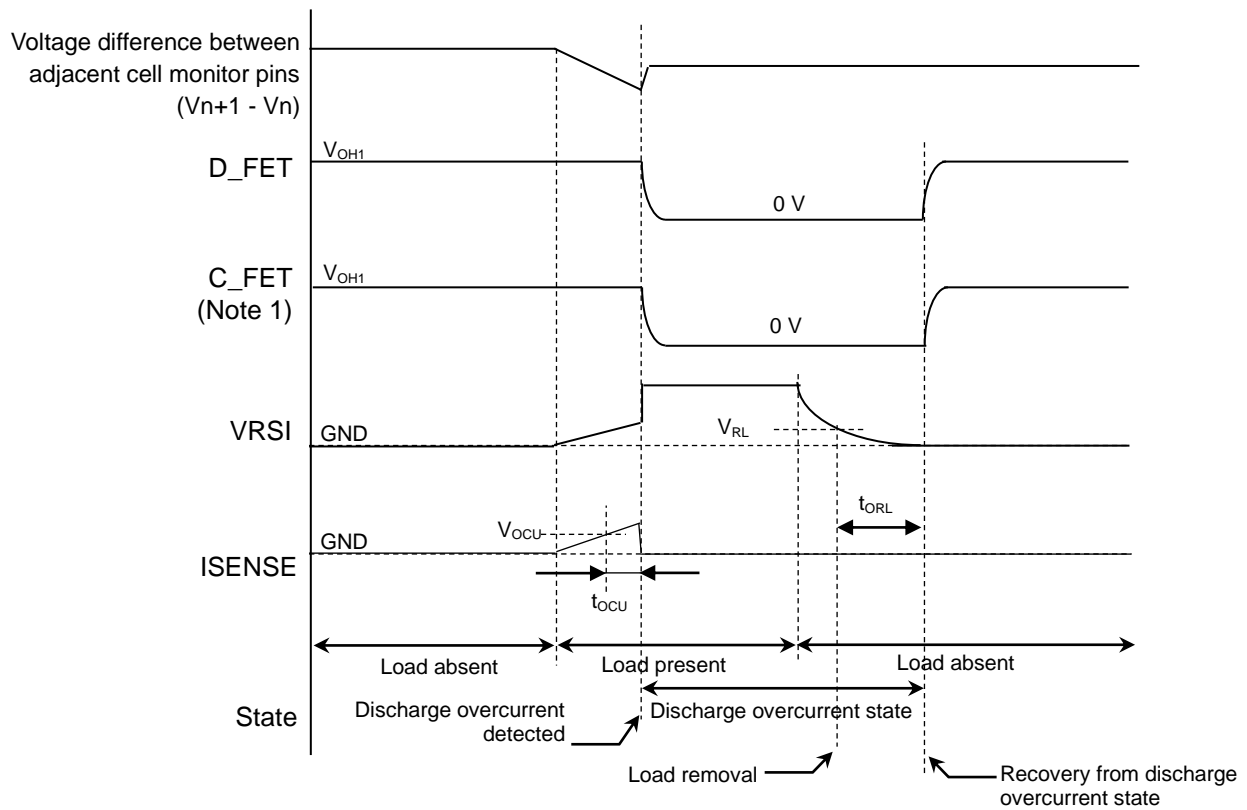 Voltage difference between
adjacent cell monitor pins
(Vn+1 - Vn)
VOH1
D_FET
0 V
VOH1
C_FET
(Note 1)
0 V
VRSI
GND
VRL
tORL
VOCU
GND
ISENSE
tOCU
Load absent
Load present
Load absent
State
Discharge overcurrent
detected
Discharge overcurrent state
Load removal
Recovery from discharge
overcurrent state